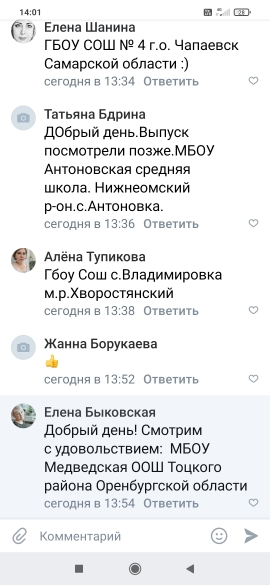 14:01
28
Елена Шанина
ГБОУ СОШ № 4 г.о. Чапаевск
Самарской области :)
сегодня в 13:34 Ответить
Татьяна Бдрина
ДОбрый день.Выпуск
посмотрели позже.МБОУ
Антоновская средняя
школа. Нижнеомский
р-он.с.Антоновка.
сегодня в 13:36 Ответить
Алёна Тупикова
Гбоу Сош с.Владимировка
м.р.Хворостянский
сегодня в 13:38 Ответить
Жанна Борукаева
👍
сегодня в 13:52 Ответить
Елена Быковская
Добрый день! Смотрим
с удовольствием: МБОУ
Медведская ООШ Тоцкого
района Оренбургской области
сегодня в 13:54 Ответить
Комментарий